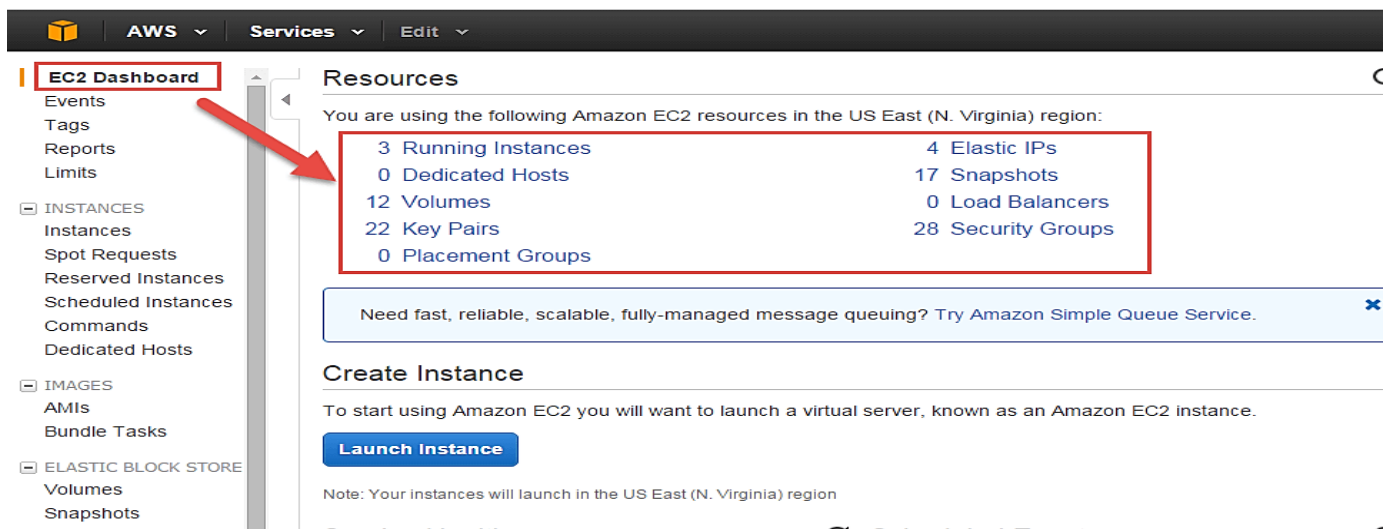 AWS Services Edit
EC2 Dashboard
Events
Tags
Reports
Limits
INSTANCES
Instances
Spot Requests
Reserved Instances
Scheduled Instances
Commands
Dedicated Hosts
IMAGES
AMIs
Bundle Tasks
ELASTIC BLOCK STORE
Volumes
Snapshots
Resources
You are using the following Amazon EC2 resources in the US East (N. Virginia) region:
3 Running Instances
0 Dedicated Hosts
12 Volumes
22 Key Pairs
0 Placement Groups
4 Elastic IPs
17 Snapshots
0 Load Balancers
28 Security Groups
Need fast, reliable, scalable, fully-managed message queuing? Try Amazon Simple Queue Service.
Create Instance
To start using Amazon EC2 you will want to launch a virtual server, known as an Amazon EC2 instance.
Launch Instance
Note: Your instances will launch in the US East (N. Virginia) region